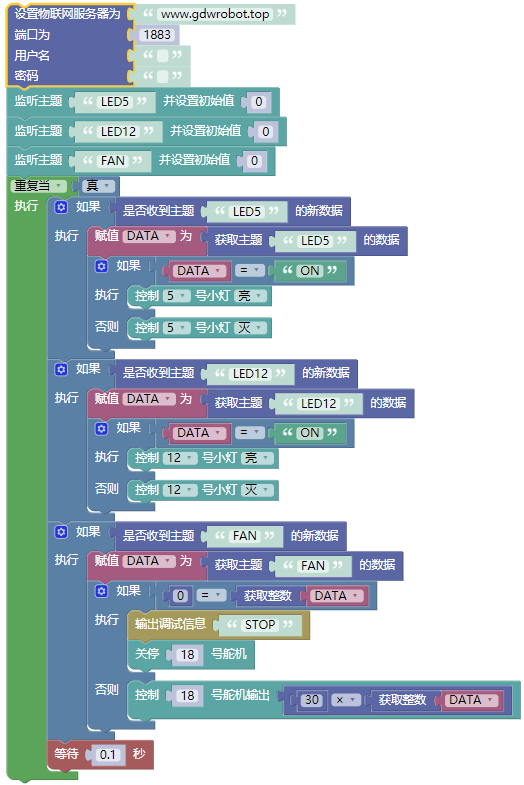 设置物联网服务器为 “ www.gdwrobot.top ”
端口为 1883
用户名 “ ”
密码 “ ”
监听主题 “ LED5 ” 并设置初始值 0
监听主题 “ LED12 ” 并设置初始值 0
监听主题 “ FAN ” 并设置初始值 0
重复当 真
执行 如果 是否收到主题 “ LED5 ” 的新数据
执行 赋值 DATA 为 获取主题 “ LED5 ” 的数据
如果 DATA = “ ON ”
执行 控制 5 号小灯 亮
否则 控制 5 号小灯 灭
如果 是否收到主题 “ LED12 ” 的新数据
执行 赋值 DATA 为 获取主题 “ LED12 ” 的数据
如果 DATA = “ ON ”
执行 控制 12 号小灯 亮
否则 控制 12 号小灯 灭
如果 是否收到主题 “ FAN ” 的新数据
执行 赋值 DATA 为 获取主题 “ FAN ” 的数据
如果 0 = 获取整数 DATA
执行 输出调试信息 “ STOP ”
关停 18 号舵机
否则 控制 18 号舵机输出 30 × 获取整数 DATA
等待 0.1 秒